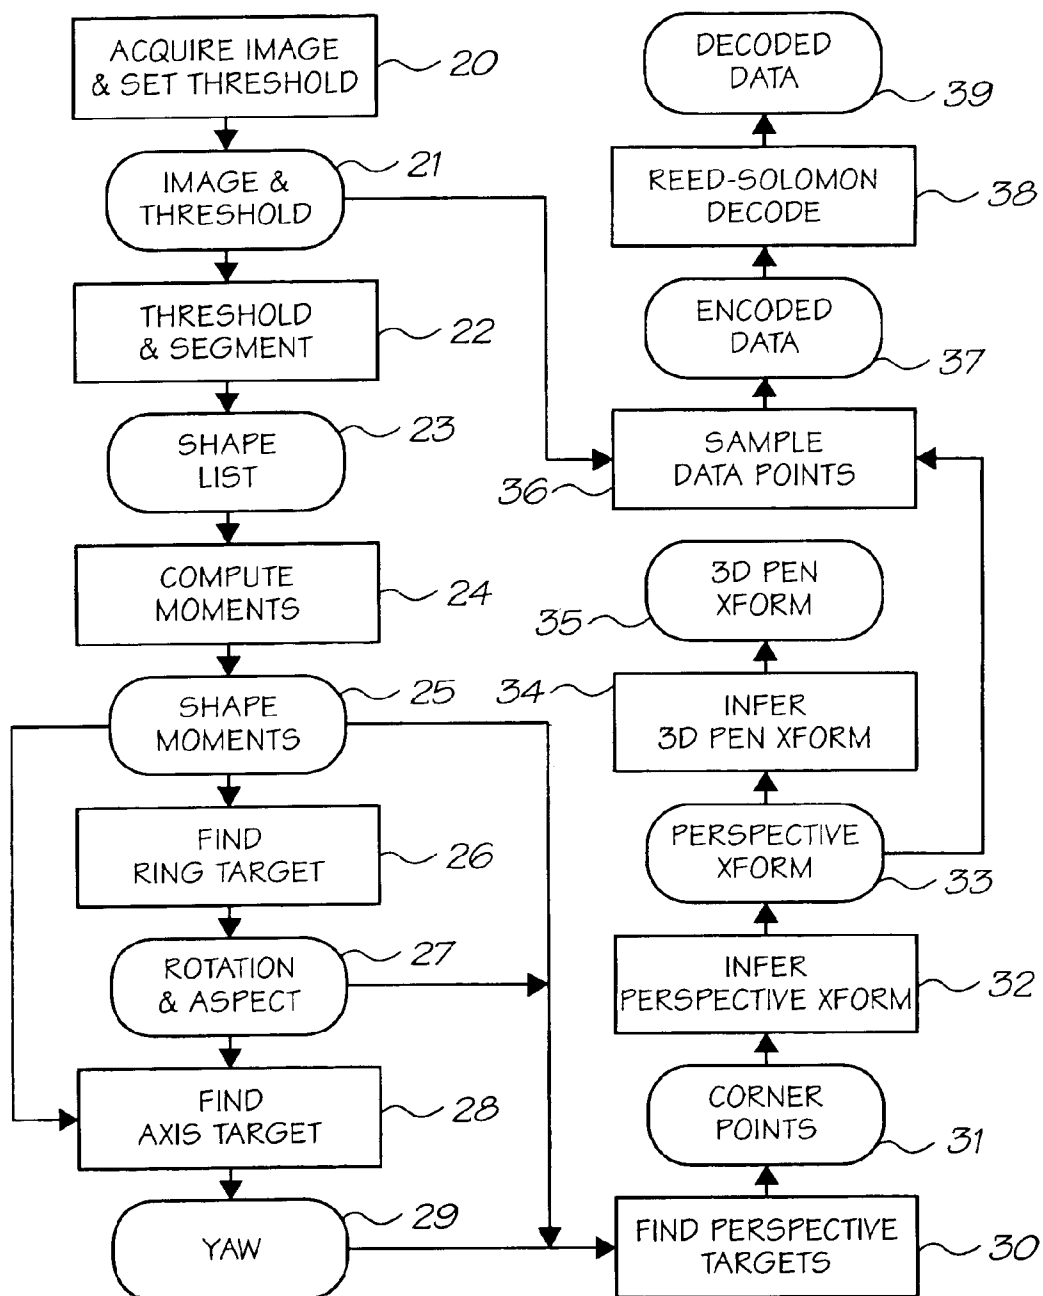 ACQUIRE IMAGE
& SET THRESHOLD
20
IMAGE &
THRESHOLD
21
THRESHOLD
& SEGMENT
22
SHAPE
LIST
23
COMPUTE
MOMENTS
24
SHAPE
MOMENTS
25
FIND
RING TARGET
26
ROTATION
& ASPECT
27
FIND
AXIS TARGET
28
YAW
29
FIND PERSPECTIVE
TARGETS
30
CORNER
POINTS
31
INFER
PERSPECTIVE XFORM
32
PERSPECTIVE
XFORM
33
INFER
3D PEN XFORM
34
3D PEN
XFORM
35
SAMPLE
DATA POINTS
36
ENCODED
DATA
37
REED-SOLOMON
DECODE
38
DECODED
DATA
39